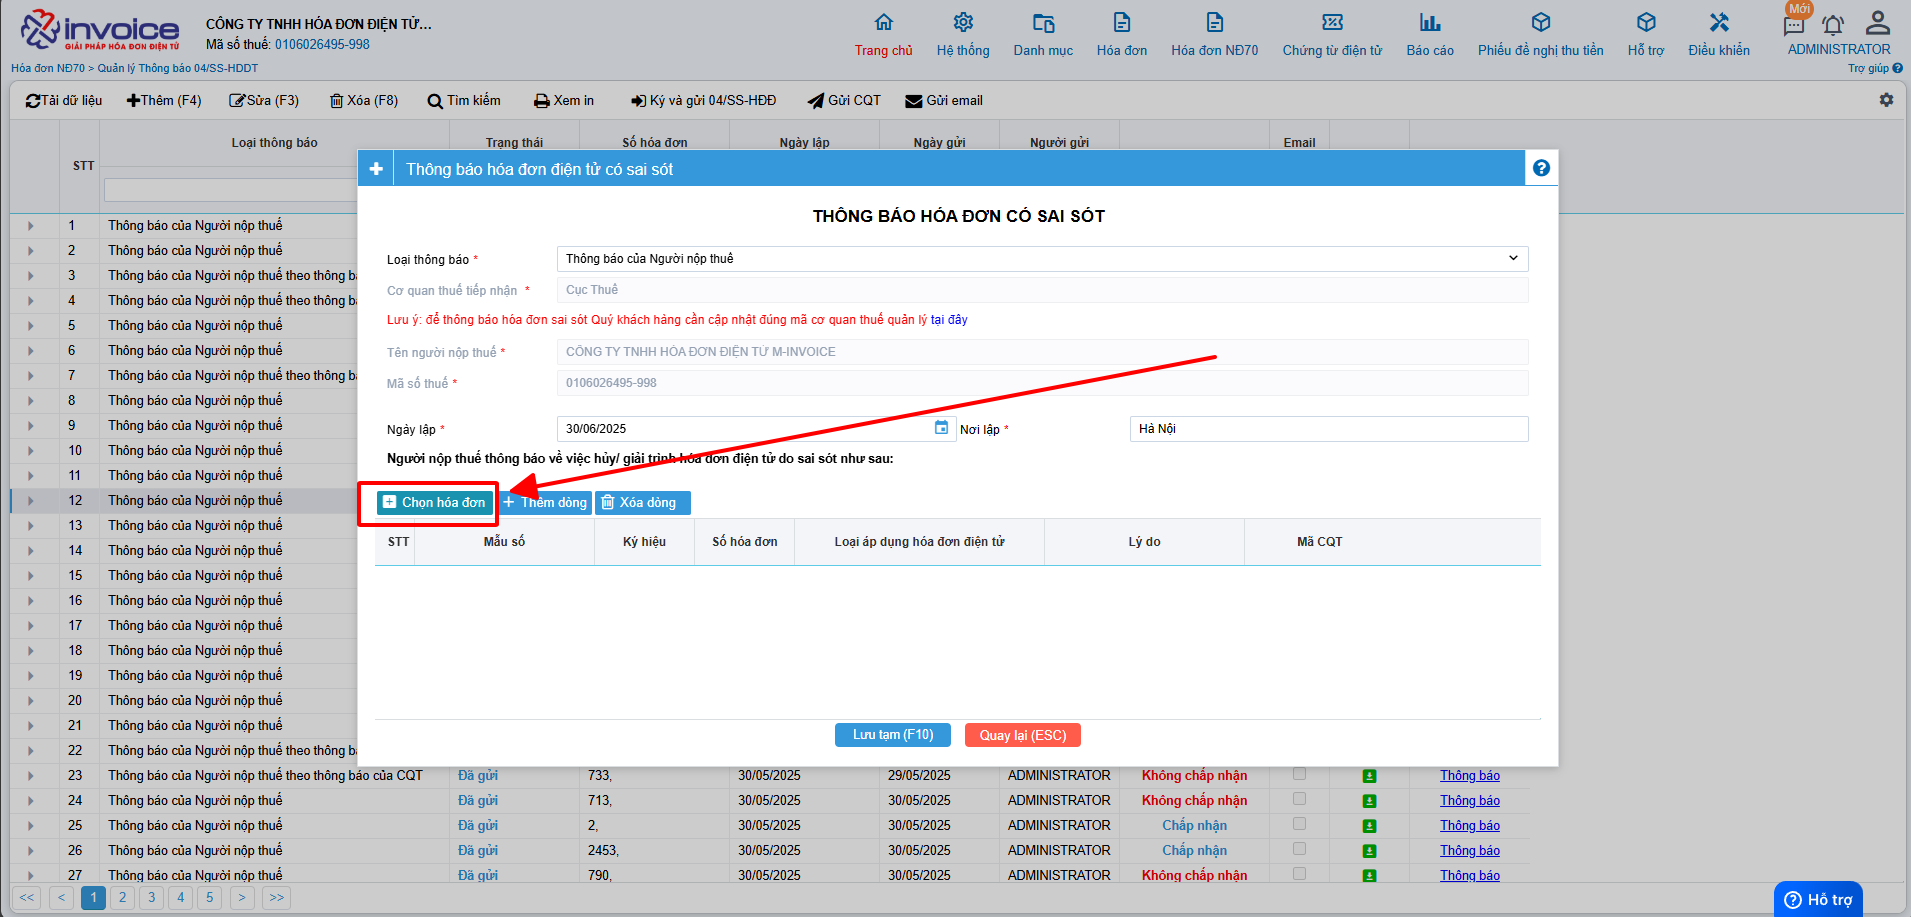 invoice
GIẢI PHÁP HÓA ĐƠN ĐIỆN TỬ
CÔNG TY TNHH HÓA ĐƠN ĐIỆN TỬ...
Mã số thuế: 0106026495-998
Trang chủ
Hệ thống
Danh mục
Hóa đơn
Hóa đơn NĐ70
Chứng từ điện tử
Báo cáo
Phiếu đề nghị thu tiền
Hỗ trợ
Điều khiển
Mới
ADMINISTRATOR
Hóa đơn NĐ70 > Quản lý Thông báo 04/SS-HDDT
Trợ giúp
Tải dữ liệu Thêm (F4) Sửa (F3) Xóa (F8) Tìm kiếm Xem in Ký và gửi 04/SS-HĐĐ Gửi CQT Gửi email
STT Loại thông báo Trạng thái Số hóa đơn Ngày lập Ngày gửi Người gửi Email
Thông báo hóa đơn điện tử có sai sót
THÔNG BÁO HÓA ĐƠN CÓ SAI SÓT
Loại thông báo * Thông báo của Người nộp thuế
Cơ quan thuế tiếp nhận * Cục Thuế
Lưu ý: để thông báo hóa đơn sai sót Quý khách hàng cần cập nhật đúng mã cơ quan thuế quản lý tại đây
Tên người nộp thuế * CÔNG TY TNHH HÓA ĐƠN ĐIỆN TỬ M-INVOICE
Mã số thuế * 0106026495-998
Ngày lập * 30/06/2025 Nơi lập * Hà Nội
Người nộp thuế thông báo về việc hủy/ giải trình hóa đơn điện tử do sai sót như sau:
Chọn hóa đơn Thêm dòng Xóa dòng
STT Mẫu số Ký hiệu Số hóa đơn Loại áp dụng hóa đơn điện tử Lý do Mã CQT
Lưu tạm (F10) Quay lại (ESC)
1 Thông báo của Người nộp thuế
2 Thông báo của Người nộp thuế
3 Thông báo của Người nộp thuế theo thông b
4 Thông báo của Người nộp thuế theo thông b
5 Thông báo của Người nộp thuế
6 Thông báo của Người nộp thuế
7 Thông báo của Người nộp thuế theo thông b
8 Thông báo của Người nộp thuế
9 Thông báo của Người nộp thuế
10 Thông báo của Người nộp thuế
11 Thông báo của Người nộp thuế
12 Thông báo của Người nộp thuế
13 Thông báo của Người nộp thuế
14 Thông báo của Người nộp thuế
15 Thông báo của Người nộp thuế
16 Thông báo của Người nộp thuế
17 Thông báo của Người nộp thuế
18 Thông báo của Người nộp thuế
19 Thông báo của Người nộp thuế
20 Thông báo của Người nộp thuế
21 Thông báo của Người nộp thuế
22 Thông báo của Người nộp thuế theo thông b
23 Thông báo của Người nộp thuế theo thông báo của CQT Đã gửi 733, 30/05/2025 29/05/2025 ADMINISTRATOR Không chấp nhận Thông báo
24 Thông báo của Người nộp thuế Đã gửi 713, 30/05/2025 30/05/2025 ADMINISTRATOR Không chấp nhận Thông báo
25 Thông báo của Người nộp thuế Đã gửi 2, 30/05/2025 30/05/2025 ADMINISTRATOR Chấp nhận Thông báo
26 Thông báo của Người nộp thuế Đã gửi 2453, 30/05/2025 30/05/2025 ADMINISTRATOR Chấp nhận Thông báo
27 Thông báo của Người nộp thuế Đã gửi 790, 30/05/2025 30/05/2025 ADMINISTRATOR Không chấp nhận Thông báo
<< < 1 2 3 4 5 > >>
Hỗ trợ